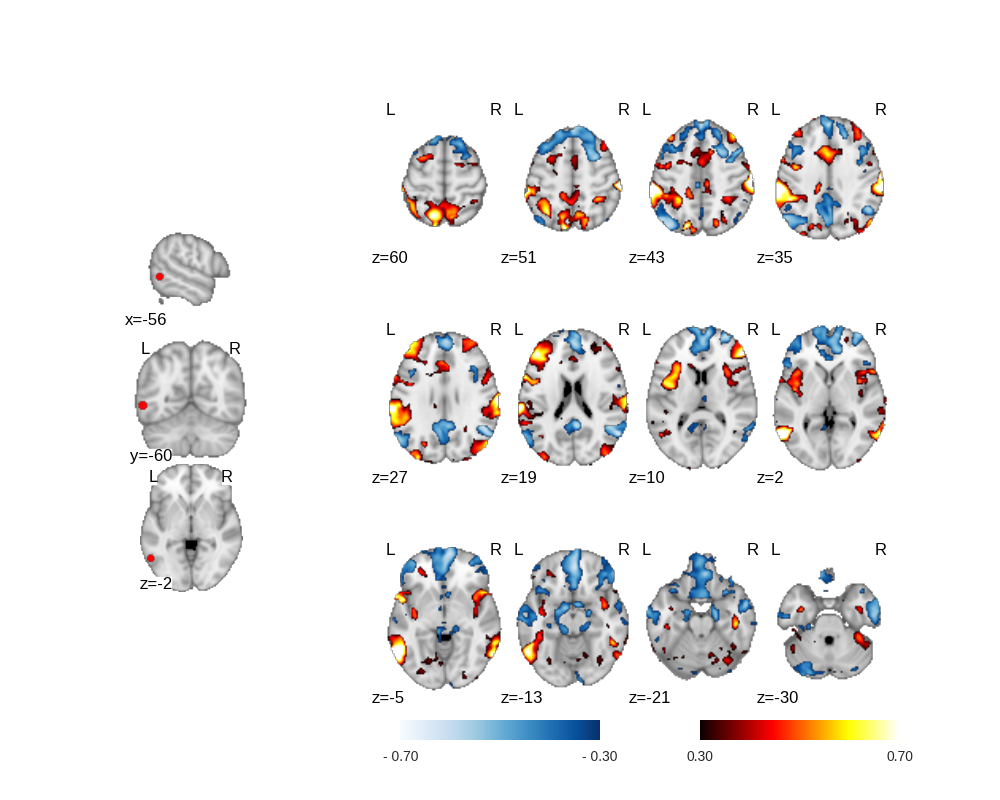 L R L R L R L R
z=60 z=51 z=43 z=35
x=-56
L R
y=-60
L R
z=-2
L R L R L R L R
z=27 z=19 z=10 z=2
L R L R L R L R
z=-5 z=-13 z=-21 z=-30
- 0.70 - 0.30 0.30 0.70